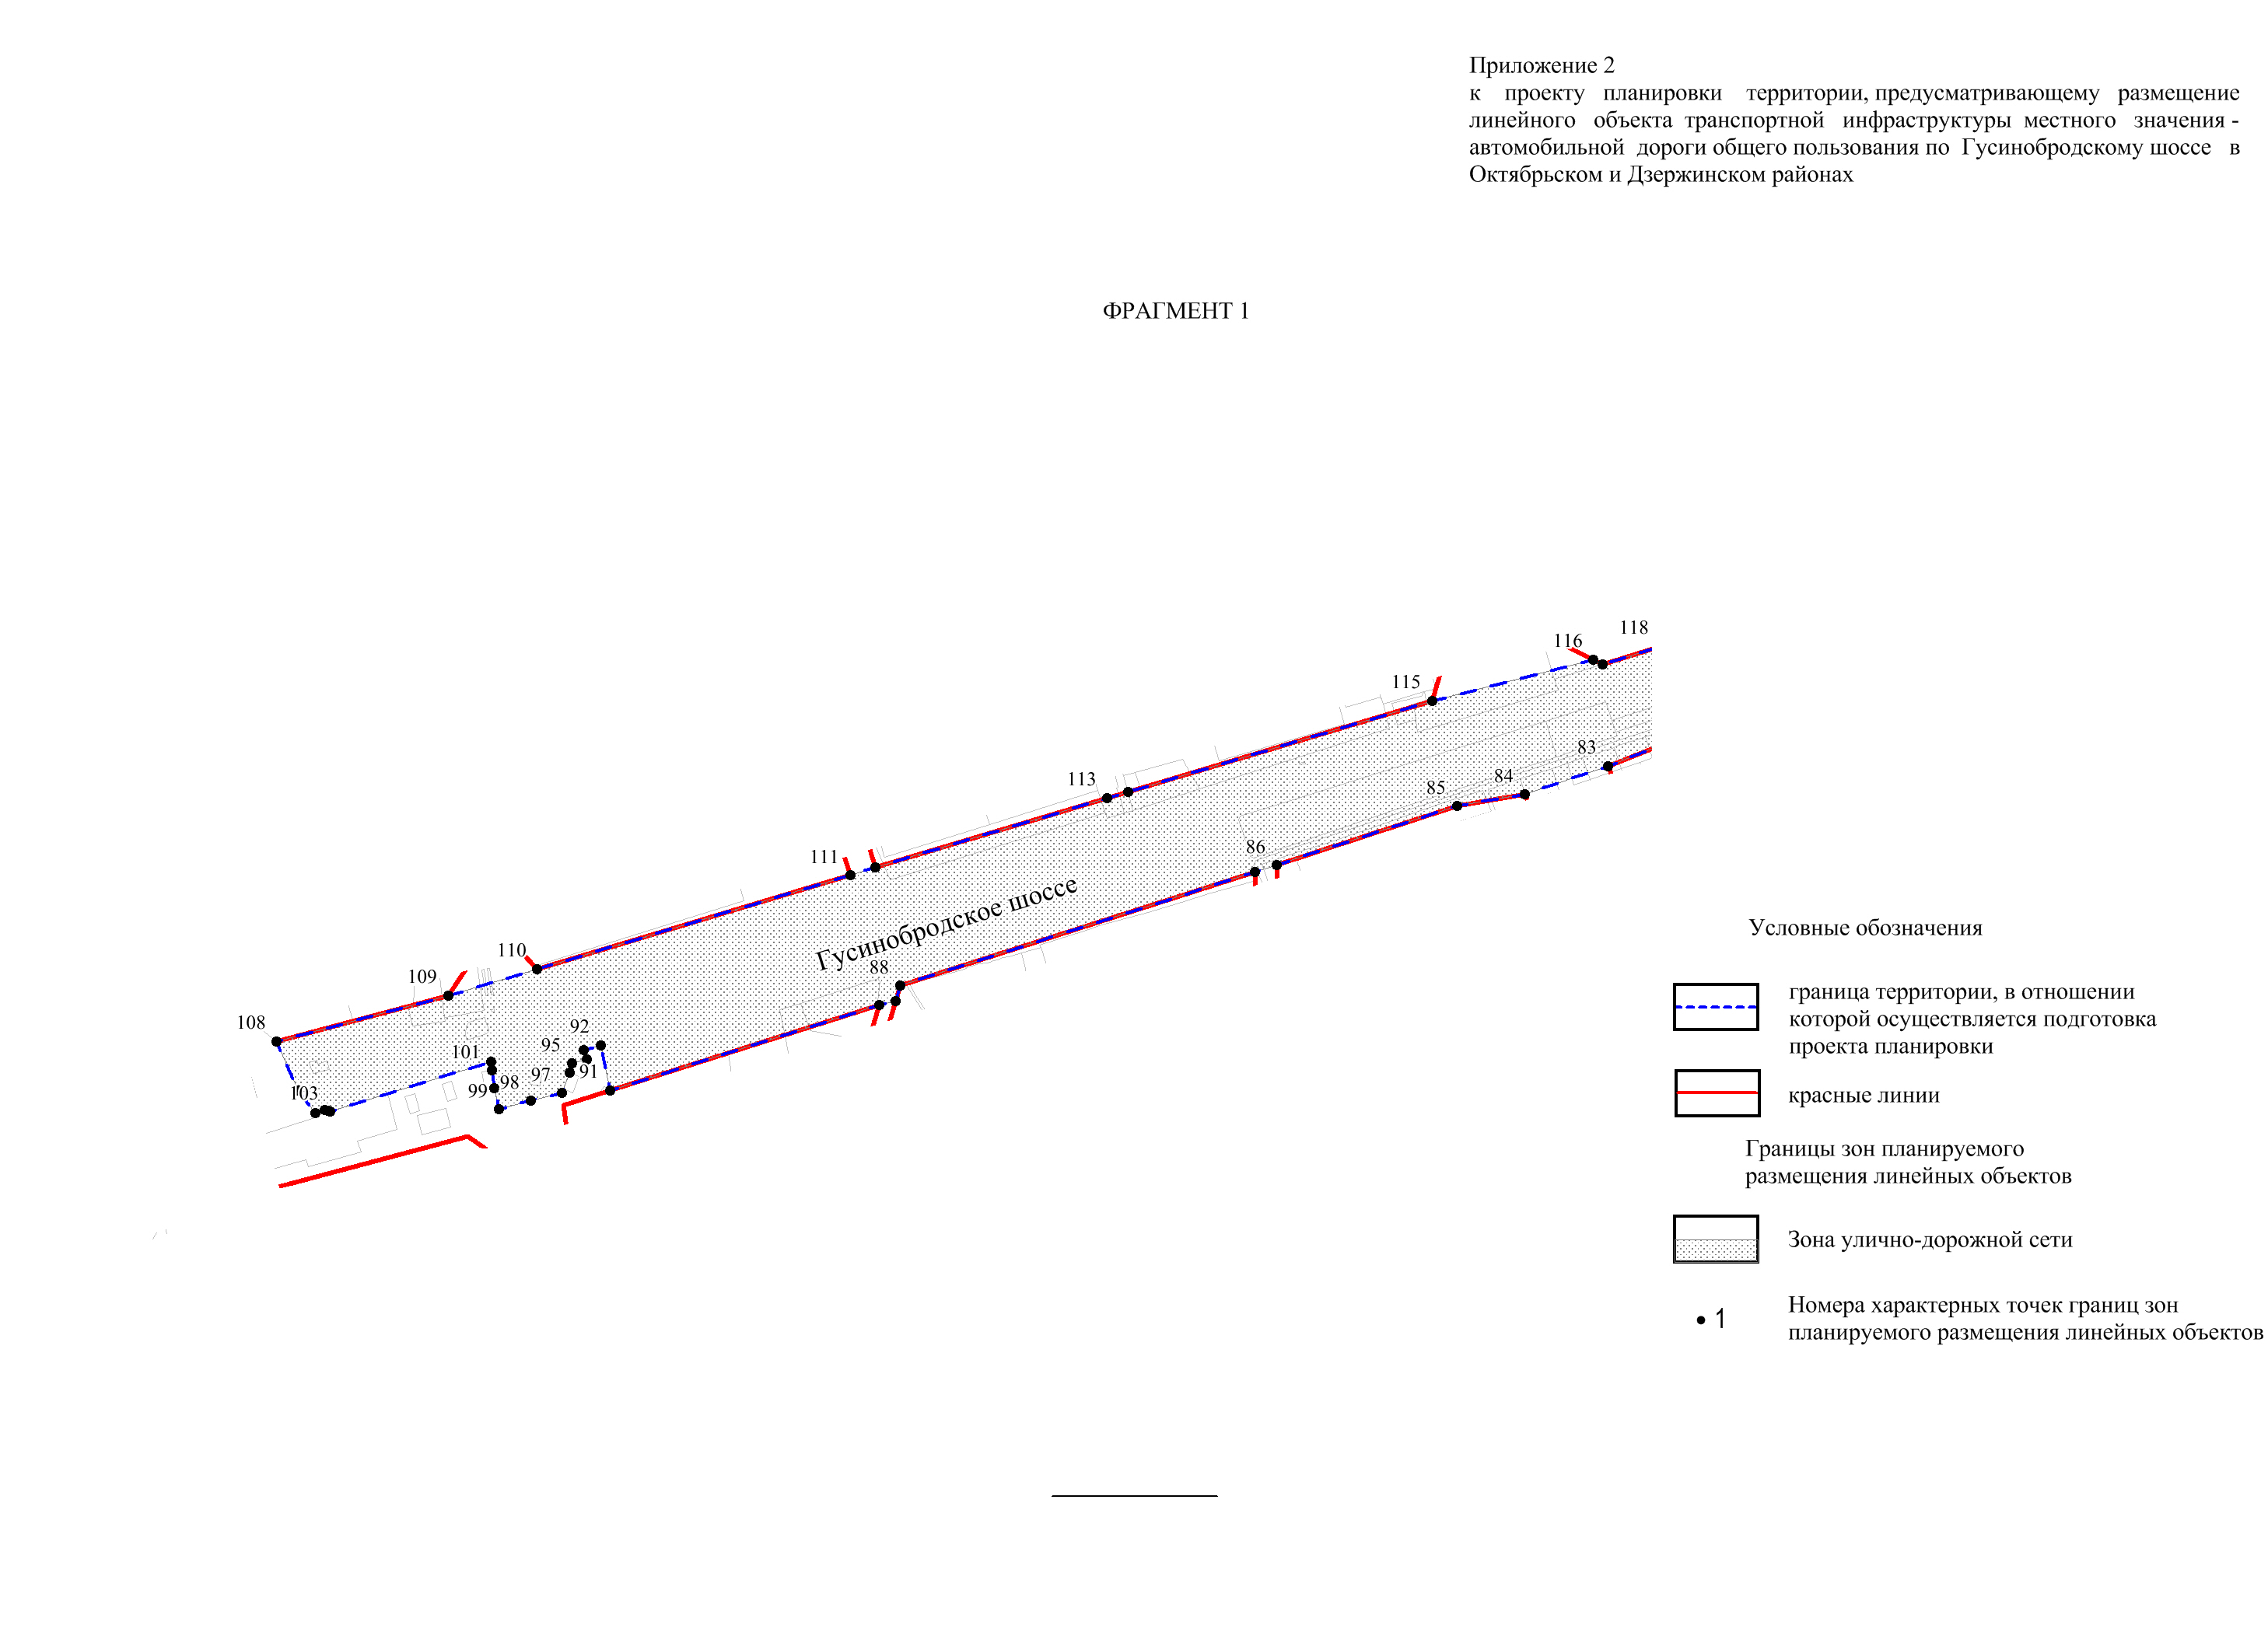 Приложение 2
к проекту планировки территории, предусматривающему размещение
линейного объекта транспортной инфраструктуры местного значения -
автомобильной дороги общего пользования по Гусинобродскому шоссе в
Октябрьском и Дзержинском районах
ФРАГМЕНТ 1
118
116
115
83
113
84
85
86
111
Гусинобродское шоссе
88
110
109
108
92
95
101
91
97
98
99
103
Условные обозначения
граница территории, в отношении
которой осуществляется подготовка
проекта планировки
красные линии
Границы зон планируемого
размещения линейных объектов
Зона улично-дорожной сети
1
Номера характерных точек границ зон
планируемого размещения линейных объектов